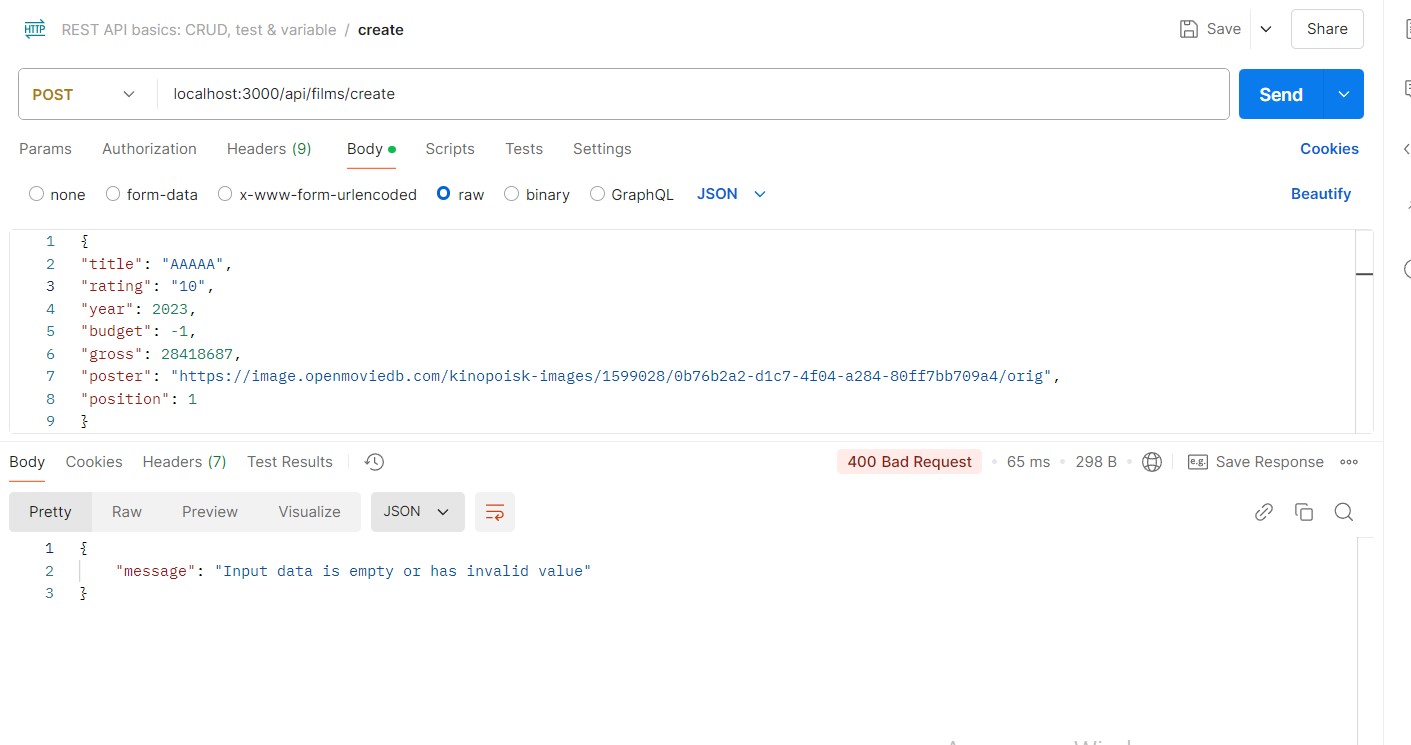 HTTP REST API basics: CRUD, test & variable / create Save Share
POST localhost:3000/api/films/create Send
Params Authorization Headers (9) Body Scripts Tests Settings Cookies
none form-data x-www-form-urlencoded raw binary GraphQL JSON Beautify
1 {
2 "title": "AAAAA",
3 "rating": "10",
4 "year": 2023,
5 "budget": -1,
6 "gross": 28418687,
7 "poster": "https://image.openmoviedb.com/kinopoisk-images/1599028/0b76b2a2-d1c7-4f04-a284-80ff7bb709a4/orig",
8 "position": 1
9 }
Body Cookies Headers (7) Test Results 400 Bad Request 65 ms 298 B e.g. Save Response
Pretty Raw Preview Visualize JSON
1 {
2 "message": "Input data is empty or has invalid value"
3 }